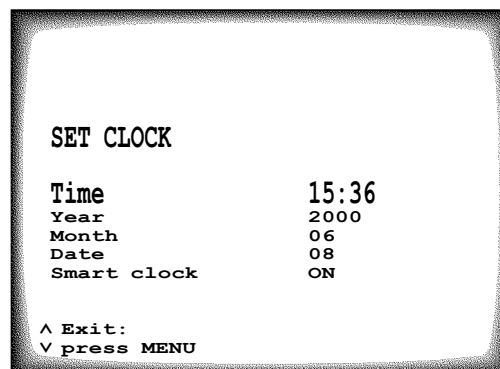 SET CLOCK
Time 15:36
Year 2000
Month 06
Date 08
Smart clock ON
∧ Exit:
∨ press MENU